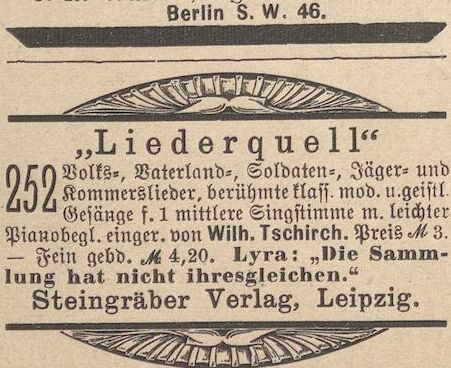 Berlin S. W. 46.
„Liederquell“
252 Volks-, Vaterland-, Soldaten-, Jäger- und
Kommerslieder, berühmte klass. mod. u. geistl.
Gesänge f. 1 mittlere Singstimme m. leichter
Pianobegl. einger. von Wilh. Tschirch. Preis ℳ 3.
— Fein gebd. ℳ 4,20. Lyra: „Die Samm-
lung hat nicht ihresgleichen.“
Steingräber Verlag, Leipzig.